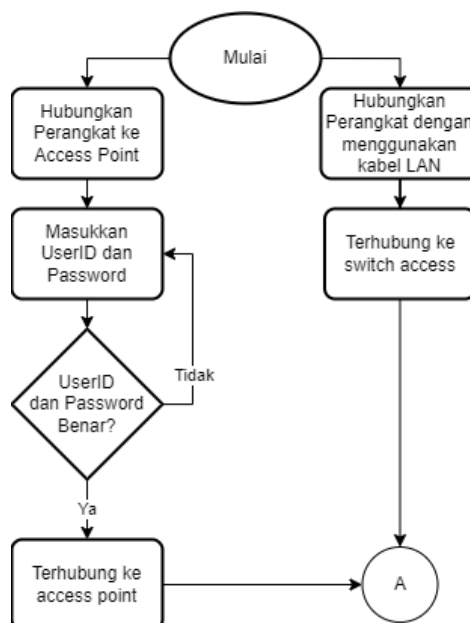 Mulai
Hubungkan
Perangkat ke
Access Point
Hubungkan
Perangkat dengan
menggunakan
kabel LAN
Masukkan
UserID dan
Password
Terhubung ke
switch access
UserID
dan Password
Benar?
Tidak
Ya
Terhubung ke
access point
A